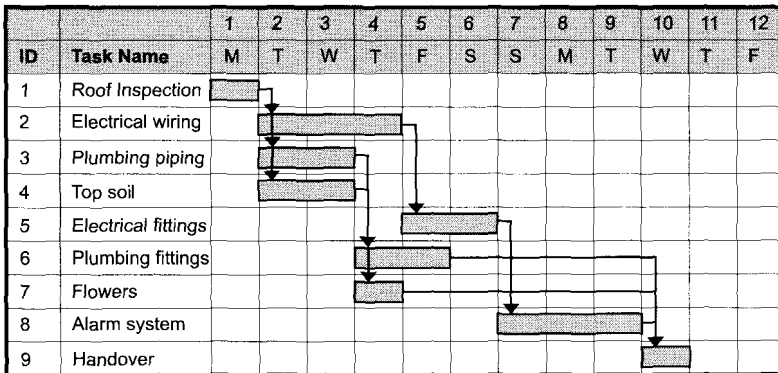 1 2 3 4 5 6 7 8 9 10 11 12
ID Task Name M T W T F S S M T W T F
1 Roof Inspection
2 Electrical wiring
3 Plumbing piping
4 Top soil
5 Electrical fittings
6 Plumbing fittings
7 Flowers
8 Alarm system
9 Handover